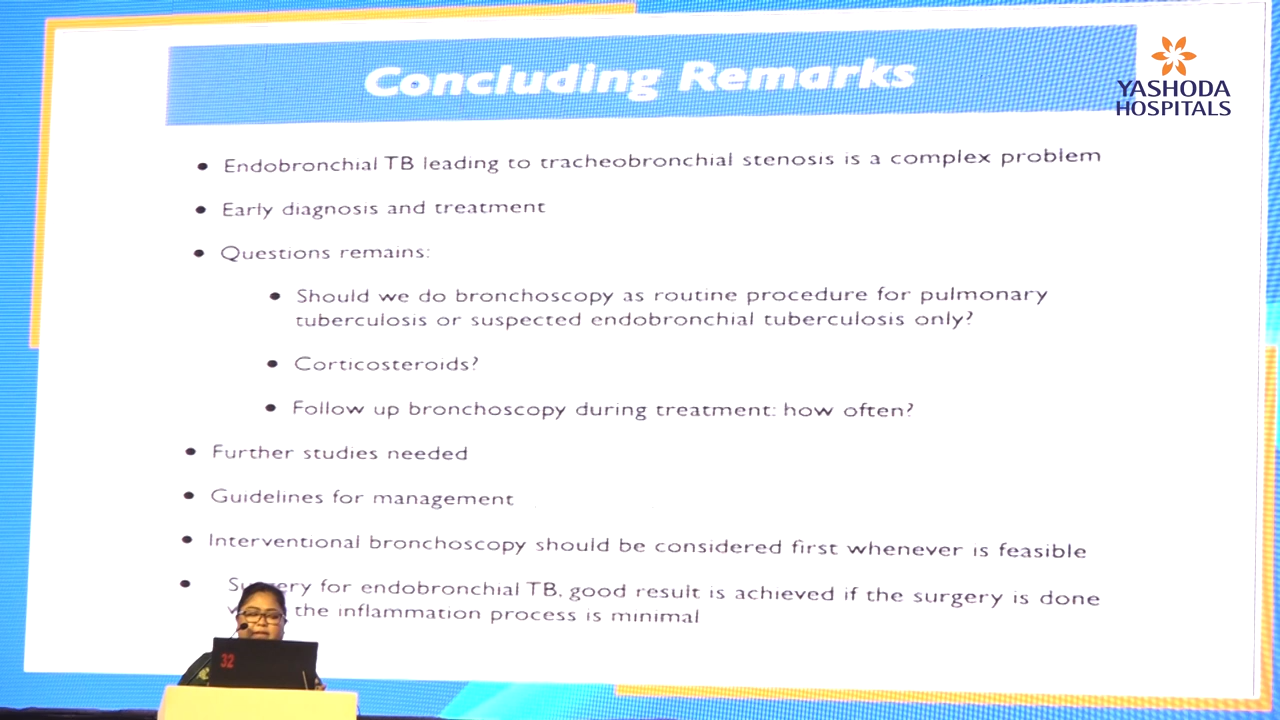 Concluding Remarks
YASHODA
HOSPITALS
• Endobronchial TB leading to tracheobronchial stenosis is a complex problem
• Early diagnosis and treatment
• Questions remains:
• Should we do bronchoscopy as routine procedure for pulmonary
tuberculosis or suspected endobronchial tuberculosis only?
• Corticosteroids?
• Follow up bronchoscopy during treatment: how often?
• Further studies needed
• Guidelines for management
• Interventional bronchoscopy should be considered first whenever is feasible
• for endobronchial TB, good result is achieved if the surgery is done
the inflammation process is minimal
32